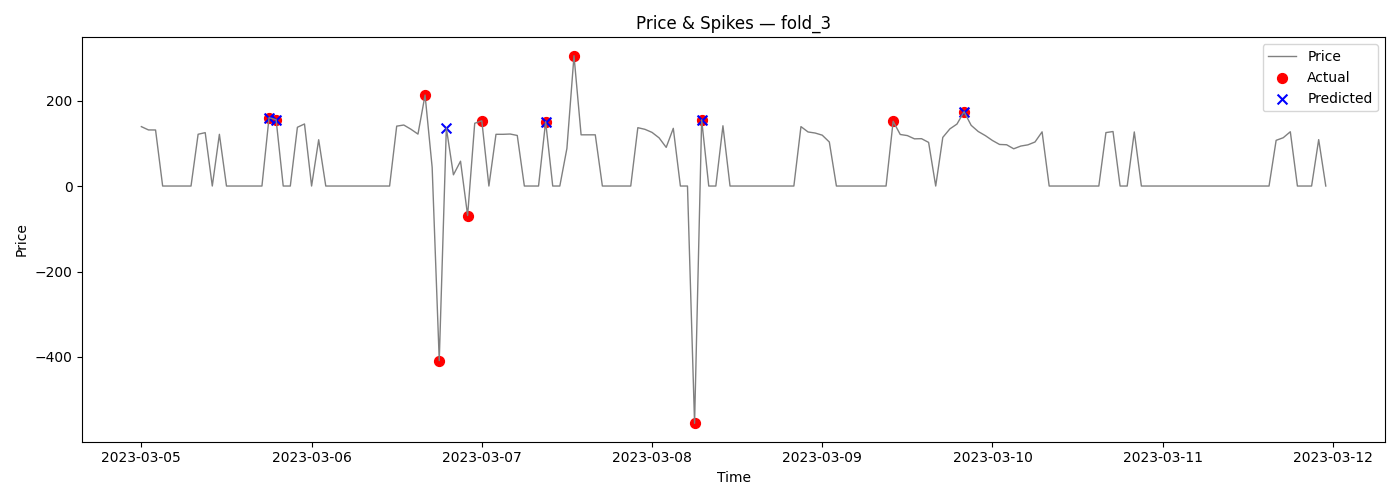 Price & Spikes — fold_3
Price
Actual
Predicted
200
0
−200
−400
Price
2023-03-05
2023-03-06
2023-03-07
2023-03-08
2023-03-09
2023-03-10
2023-03-11
2023-03-12
Time